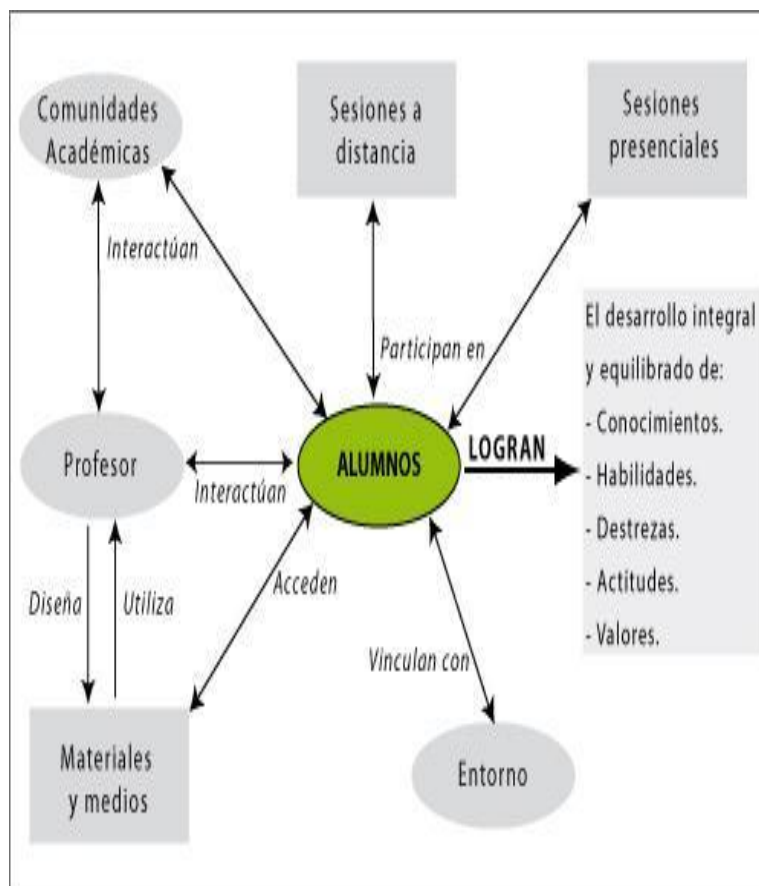 Comunidades
Académicas
Sesiones a
distancia
Sesiones
presenciales
Interactúan
Participan en
El desarrollo integral
y equilibrado de:
- Conocimientos.
- Habilidades.
- Destrezas.
- Actitudes.
- Valores.
Profesor
Interactúan
ALUMNOS
LOGRAN
Diseña
Utiliza
Acceden
Vinculan con
Materiales
y medios
Entorno